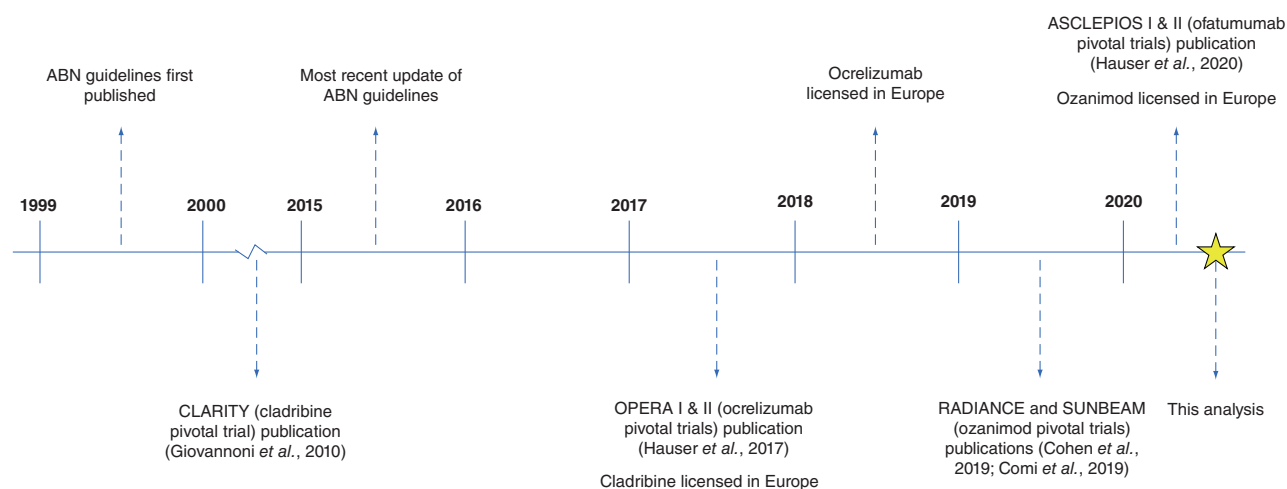 ASCLEPIOS I & II (ofatumumab
pivotal trials) publication
(Hauser et al., 2020)
Ozanimod licensed in Europe
ABN guidelines first
published
Most recent update of
ABN guidelines
Ocrelizumab
licensed in Europe
1999
2000
2015
2016
2017
2018
2019
2020
CLARITY (cladribine
pivotal trial) publication
(Giovannoni et al., 2010)
OPERA I & II (ocrelizumab
pivotal trials) publication
(Hauser et al., 2017)
Cladribine licensed in Europe
RADIANCE and SUNBEAM
(ozanimod pivotal trials)
publications (Cohen et al.,
2019; Comi et al., 2019)
This analysis